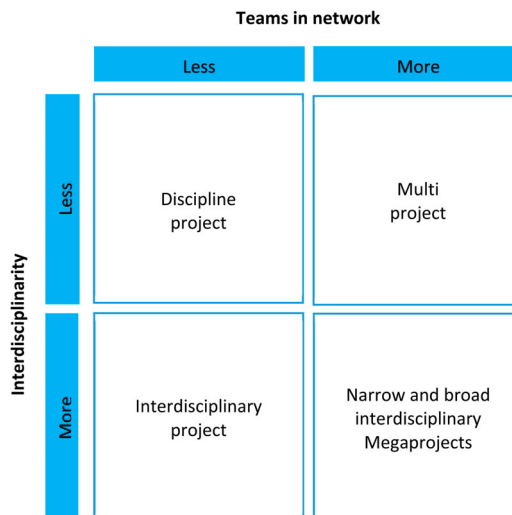 Teams in network
Less
More
Interdisciplinarity
Less
Discipline
project
Multi
project
More
Interdisciplinary
project
Narrow and broad
interdisciplinary
Megaprojects